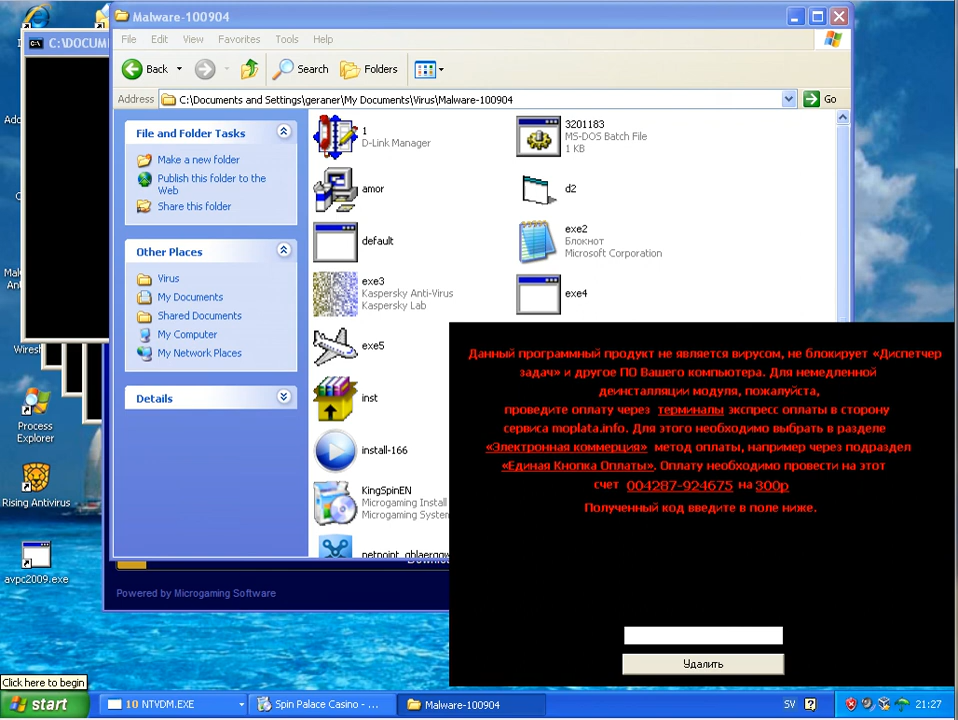 C:\DOCUM
Malware-100904
File Edit View Favorites Tools Help
Back Search Folders
Address C:\Documents and Settings\geraner\My Documents\Virus\Malware-100904 Go
File and Folder Tasks
Make a new folder
Publish this folder to the
Web
Share this folder
Other Places
Virus
My Documents
Shared Documents
My Computer
My Network Places
Details
1
D-Link Manager
3201183
MS-DOS Batch File
1 KB
amor
d2
default
exe2
Блокнот
Microsoft Corporation
exe3
Kaspersky Anti-Virus
Kaspersky Lab
exe4
exe5
inst
install-166
KingSpinEN
Microgaming Install
Microgaming System
Powered by Microgaming Software
Данный программный продукт не является вирусом, не блокирует «Диспетчер
задач» и другое ПО Вашего компьютера. Для немедленной
деинсталляции модуля, пожалуйста,
проведите оплату через терминалы экспресс оплаты в сторону
сервиса moplata.info. Для этого необходимо выбрать в разделе
«Электронная коммерция» метод оплаты, например через подраздел
«Единая Кнопка Оплаты». Оплату необходимо провести на этот
счет 004287-924675 на 300р
Полученный код введите в поле ниже.
Удалить
Wiresh
Process
Explorer
Rising Antivirus
avpc2009.exe
Click here to begin
start
10 NTVDM.EXE
Spin Palace Casino - ...
Malware-100904
SV
21:27